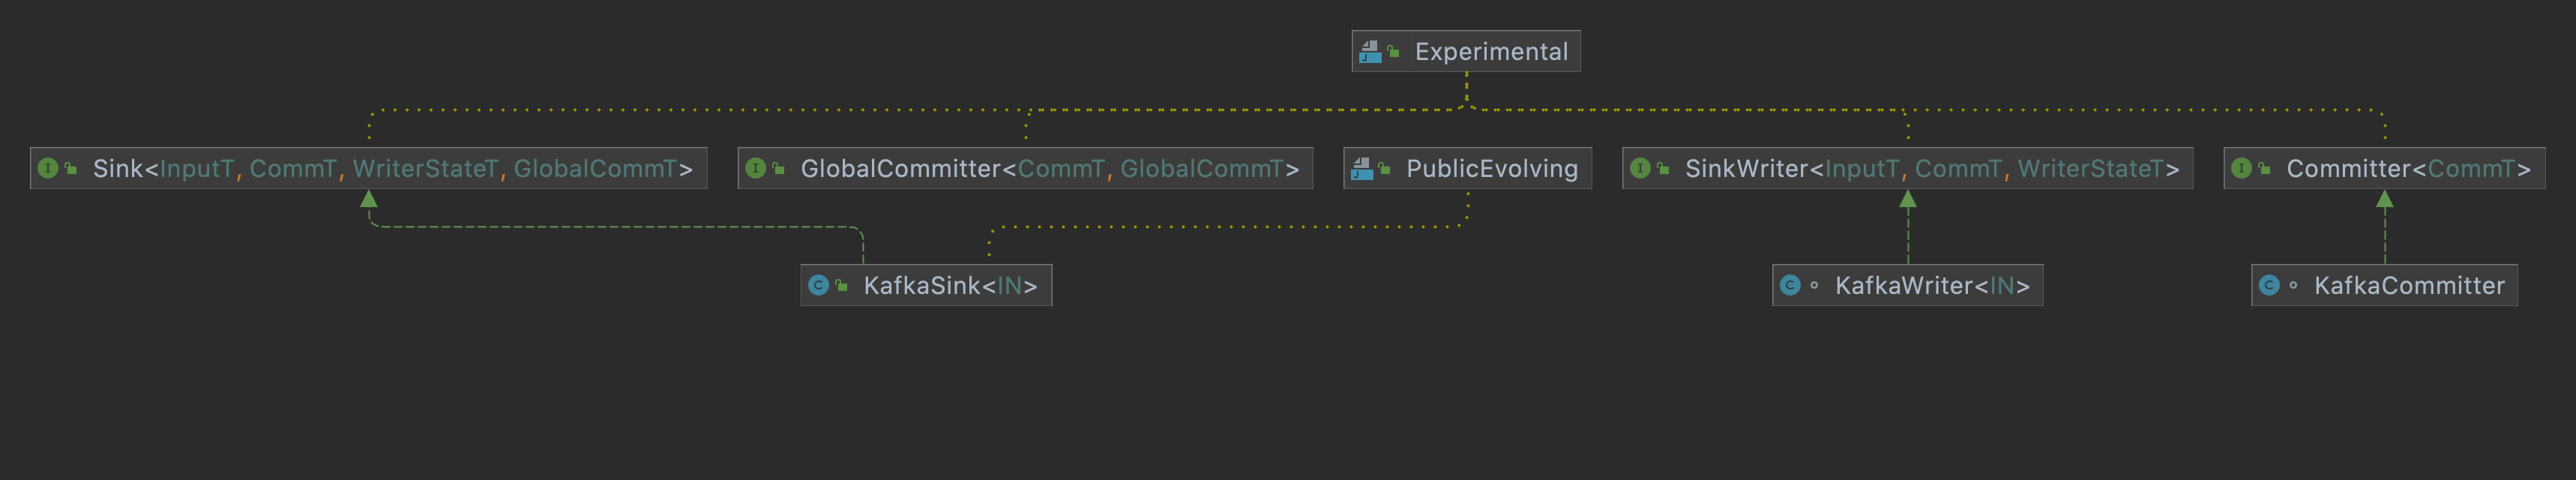 Experimental
Sink<InputT, CommT, WriterStateT, GlobalCommT>
GlobalCommitter<CommT, GlobalCommT>
PublicEvolving
SinkWriter<InputT, CommT, WriterStateT>
Committer<CommT>
KafkaSink<IN>
KafkaWriter<IN>
KafkaCommitter